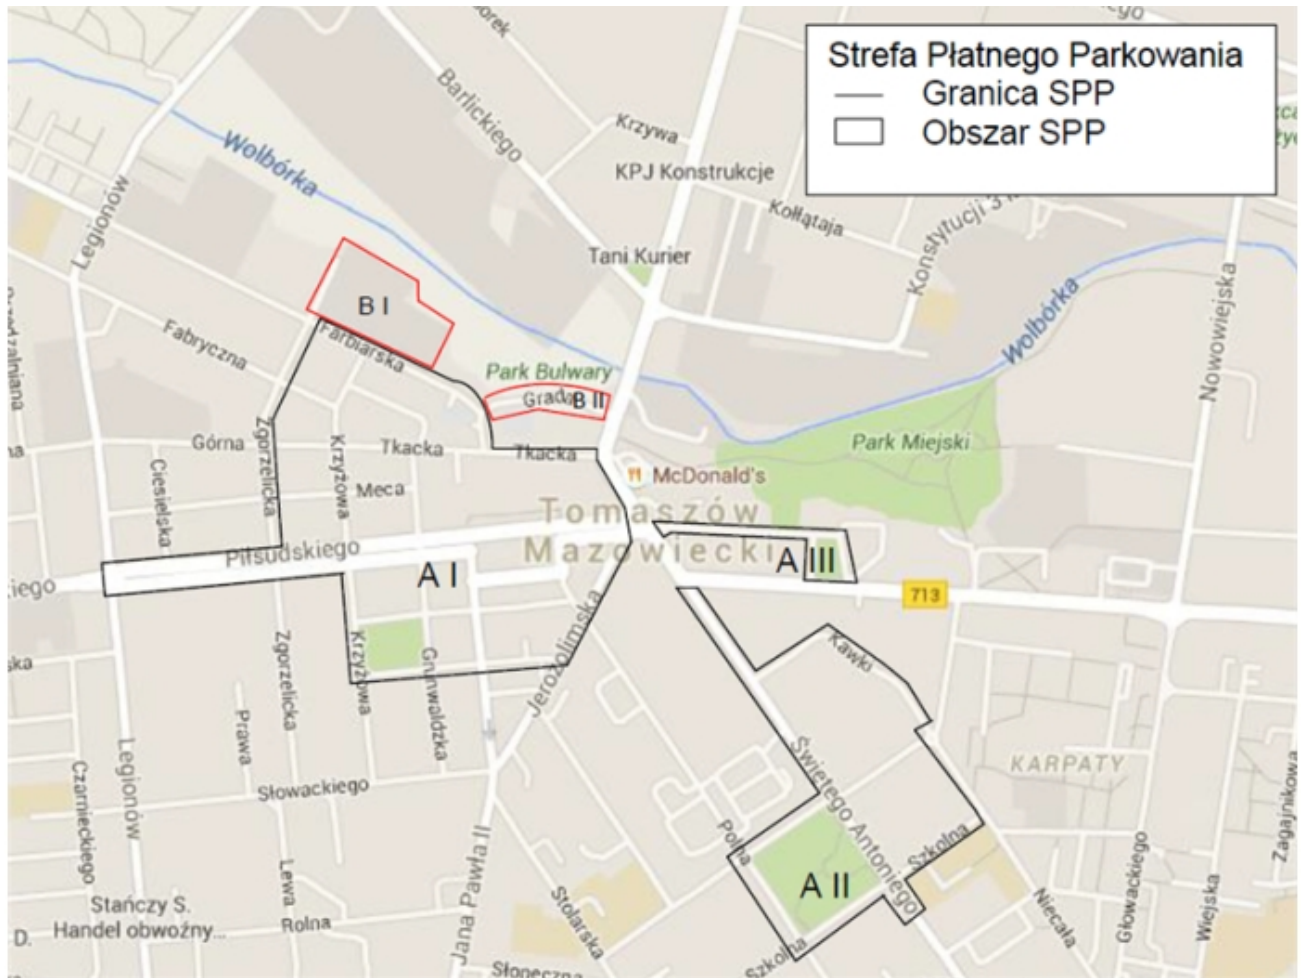 Strefa Płatnego Parkowania
Granica SPP
Obszar SPP
Barlickiego
Krzywa
KPJ Konstrukcje
Kołłątaja
Wolbórka
Legionów
Tani Kurier
Nowowiejska
Wolbórka
B I
Fabryczna
Farbiarska
Park Bulwary
B II
Górna
Zgorzelicka
Krzyżowa
Tkacka
Tkacka
Park Miejski
Ciesielska
Meca
McDonald's
Tomaszów
Mazowiecki
Piłsudskiego
A I
A III
713
Jerozolimska
Zgorzelicka
Krzyżowa
Grunwaldzka
Kawki
Prawa
Legionów
Czarnieckiego
Słowackiego
Świętego Antoniego
KARPATY
Zagajnikowa
Polna
Szkolna
A II
Jana Pawła II
Lewa
Rolna
Stańczy S.
Handel obwoźny...
D.
Stolarska
Szkolna
Słoneczna
Niecała
Głowackiego
Wiejska